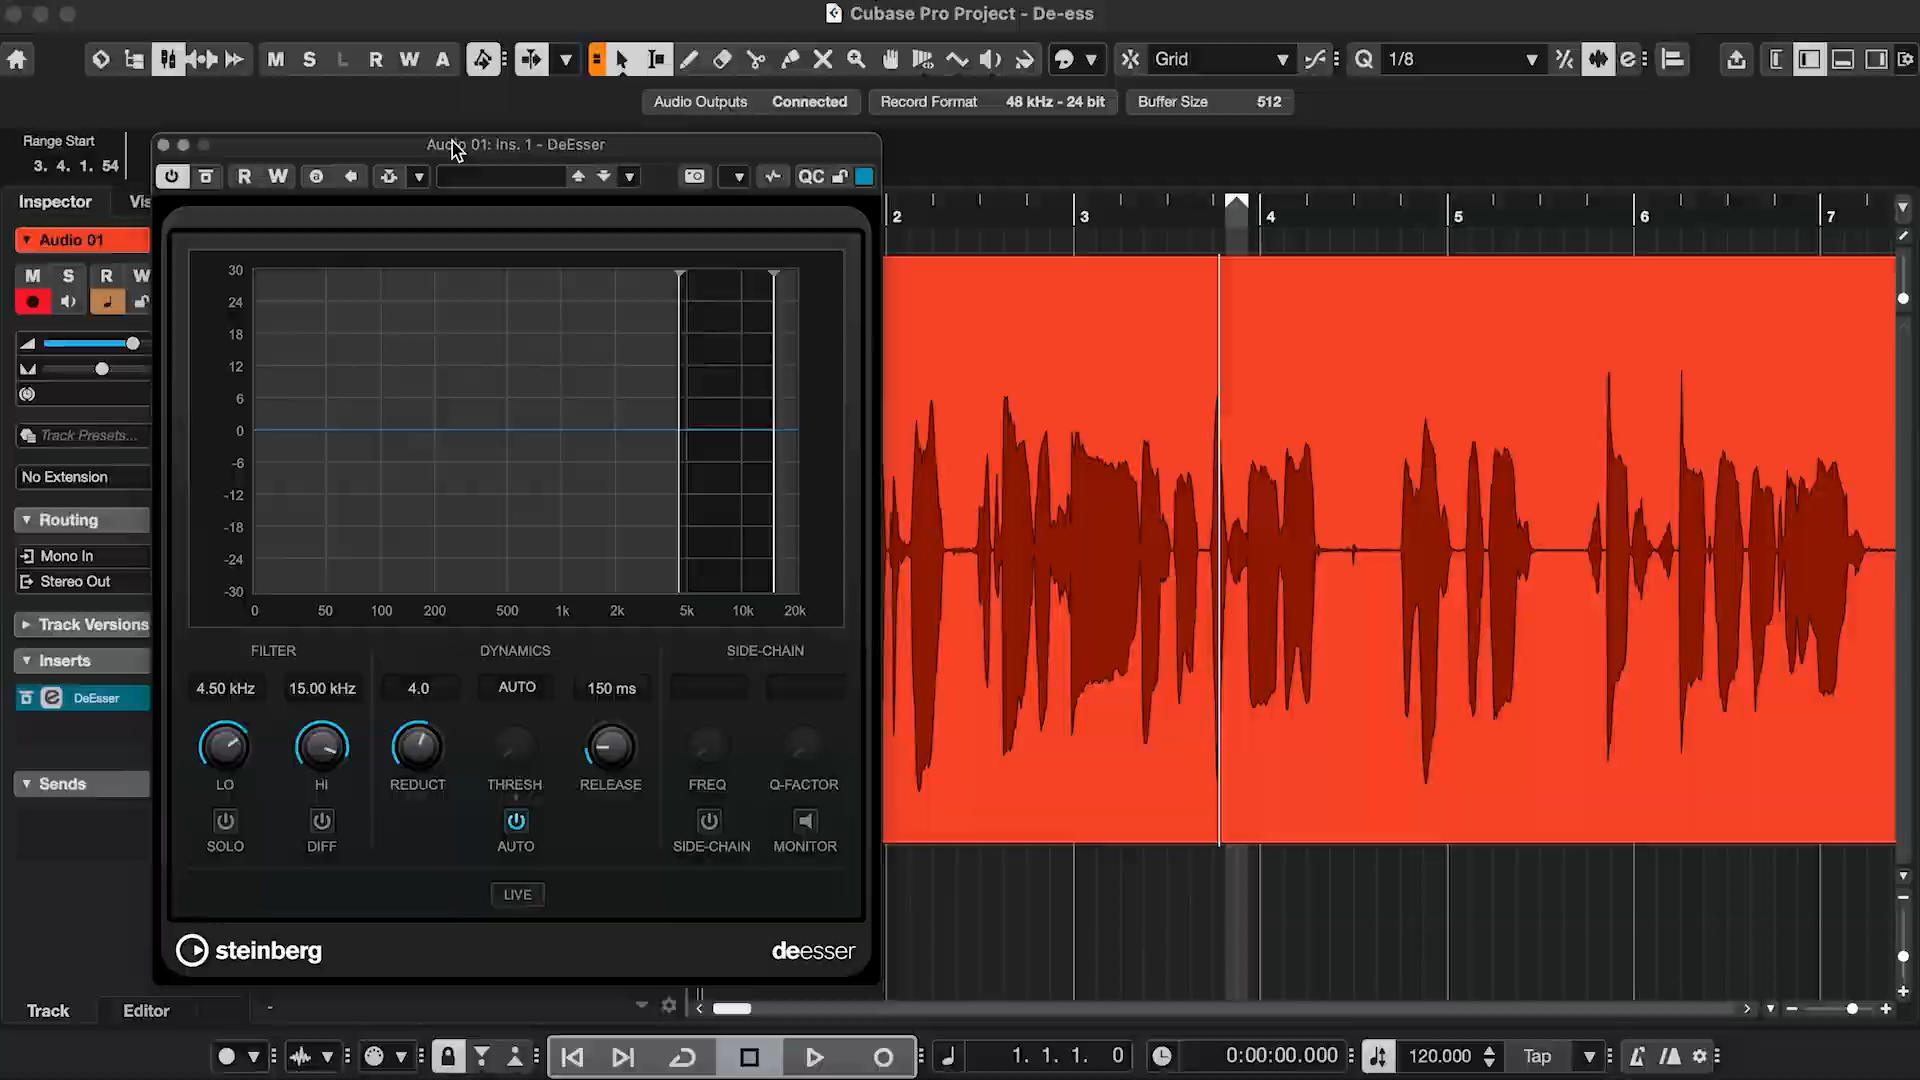 Cubase Pro Project - De-ess
M S L R W A Grid 1/8
Audio Outputs Connected Record Format 48 kHz - 24 bit Buffer Size 512
Range Start
3. 4. 1. 54
Audio 01: Ins. 1 - DeEsser
R W QC
Inspector Vis
Audio 01
M S R W
Track Presets...
No Extension
Routing
Mono In
Stereo Out
Track Versions
Inserts
DeEsser
Sends
2 3 4 5 6 7
30
24
18
12
6
0
-6
-12
-18
-24
-30
0 50 100 200 500 1k 2k 5k 10k 20k
FILTER DYNAMICS SIDE-CHAIN
4.50 kHz 15.00 kHz 4.0 AUTO 150 ms
LO HI REDUCT THRESH RELEASE FREQ Q-FACTOR
SOLO DIFF AUTO SIDE-CHAIN MONITOR
LIVE
steinberg deesser
Track Editor -
1. 1. 1. 0 0:00:00.000 120.000 Tap